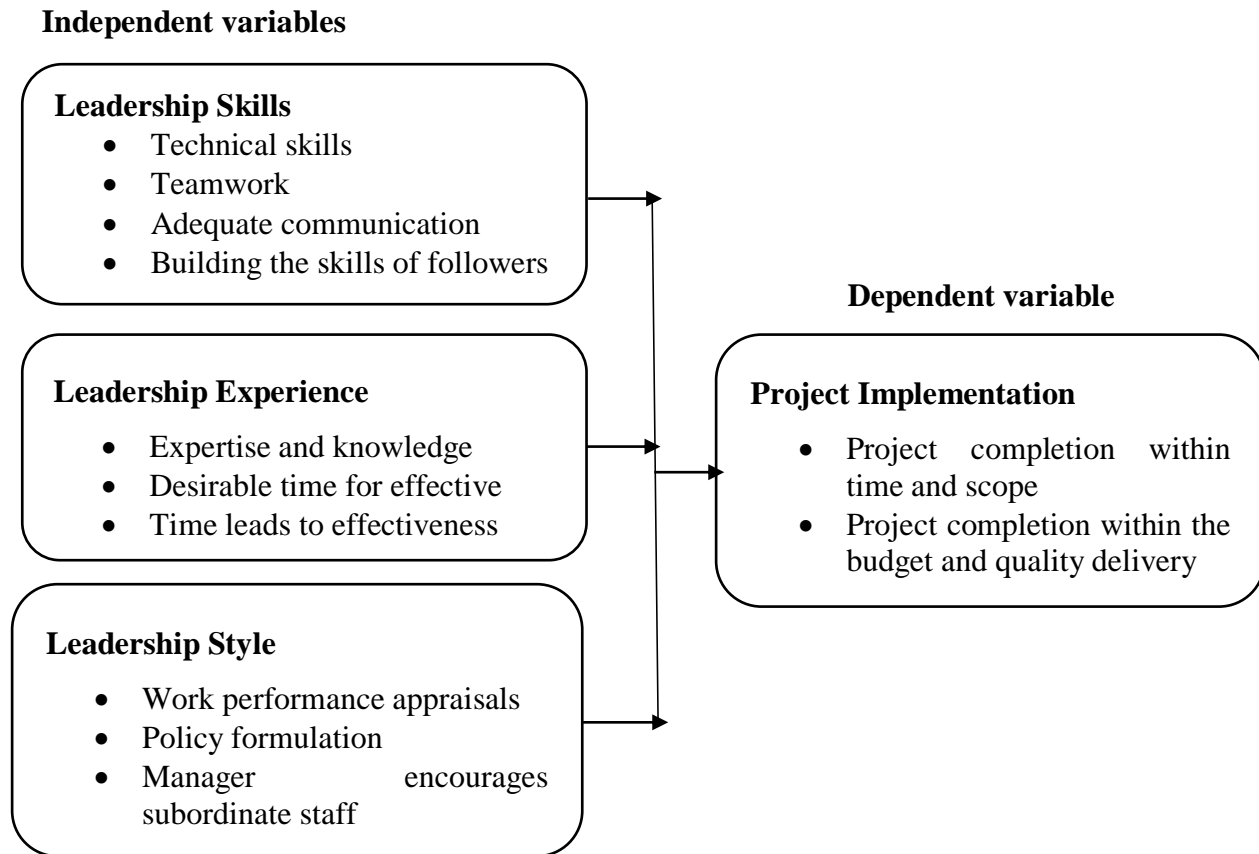 Independent variables
Leadership Skills
• Technical skills
• Teamwork
• Adequate communication
• Building the skills of followers
Leadership Experience
• Expertise and knowledge
• Desirable time for effective
• Time leads to effectiveness
Leadership Style
• Work performance appraisals
• Policy formulation
• Manager encourages
subordinate staff
Dependent variable
Project Implementation
• Project completion within
time and scope
• Project completion within the
budget and quality delivery